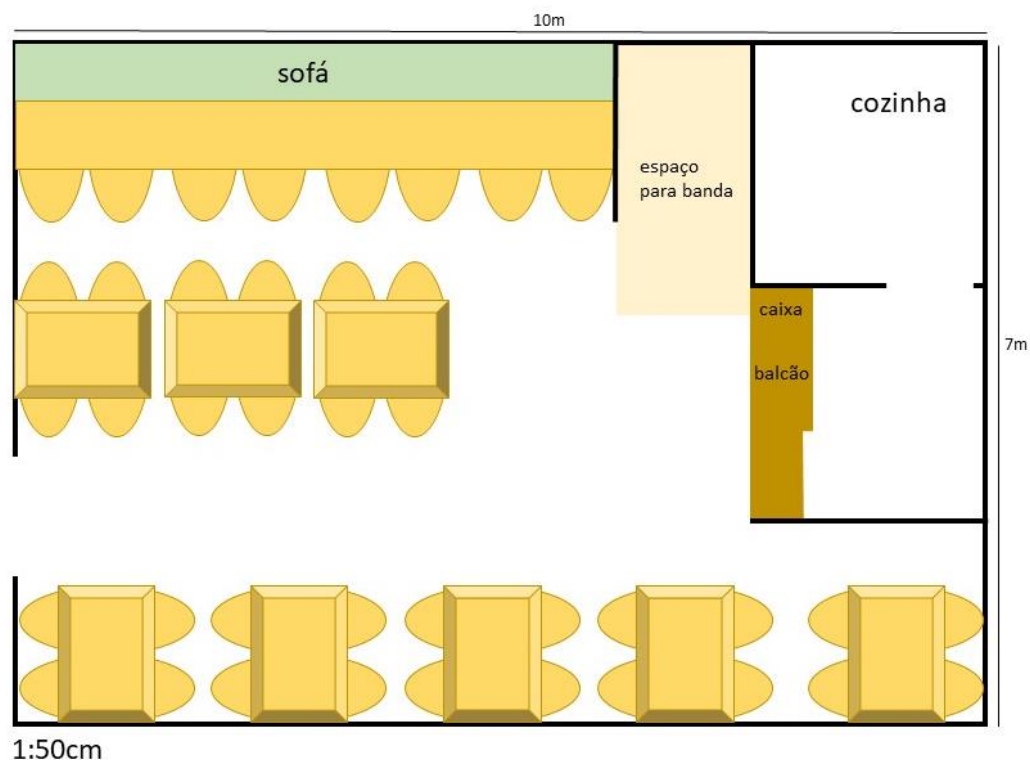 10m
sofá
cozinha
espaço
para banda
caixa
7m
balcão
1:50cm